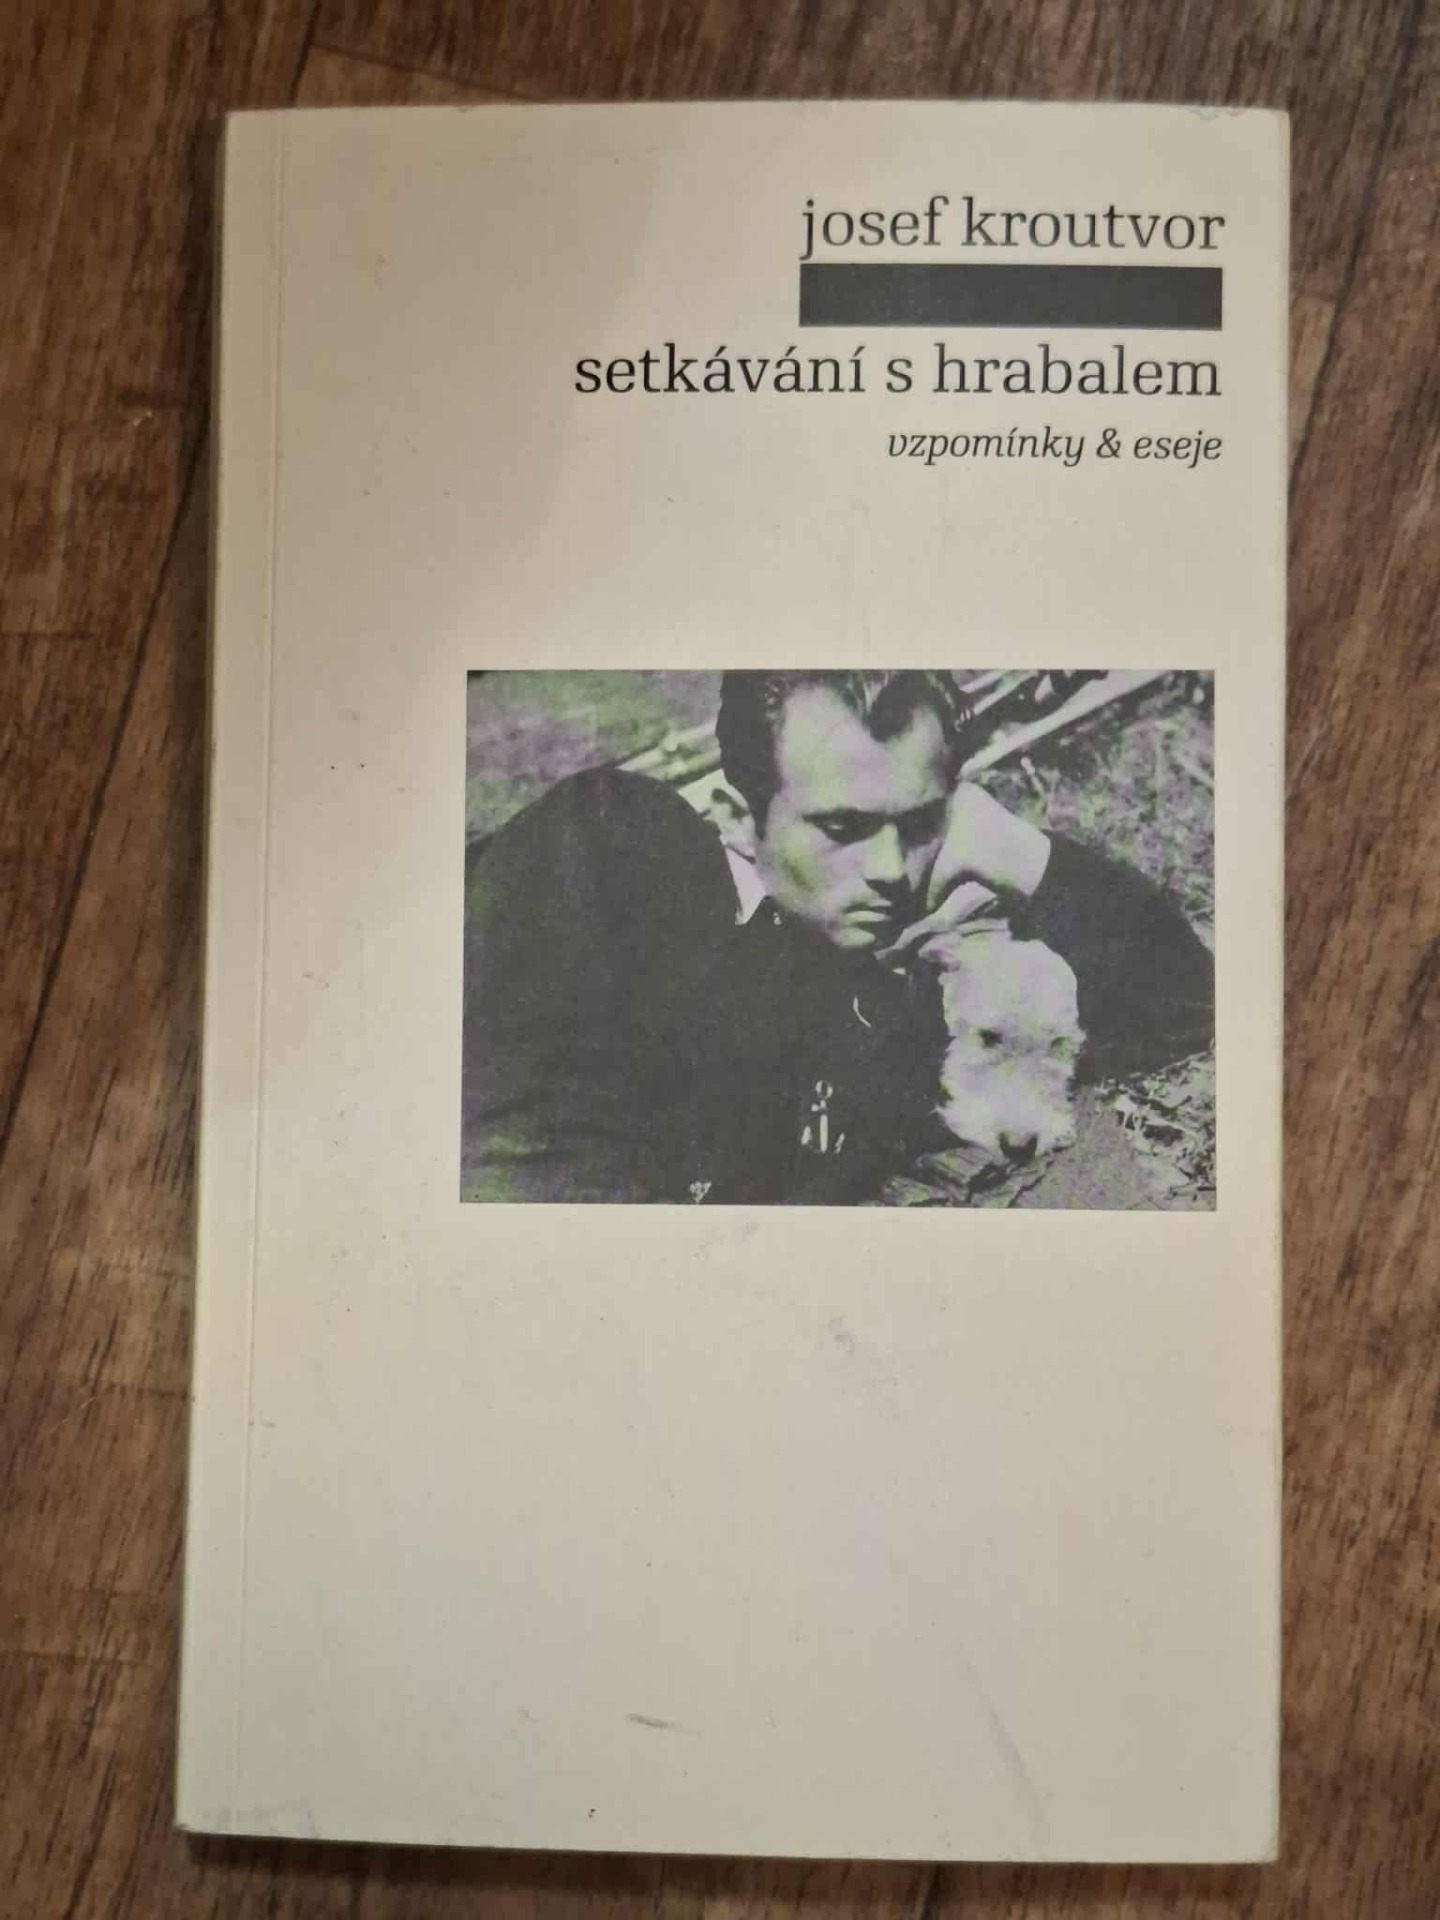 josef kroutvor
setkávání s hrabalem
vzpomínky & eseje